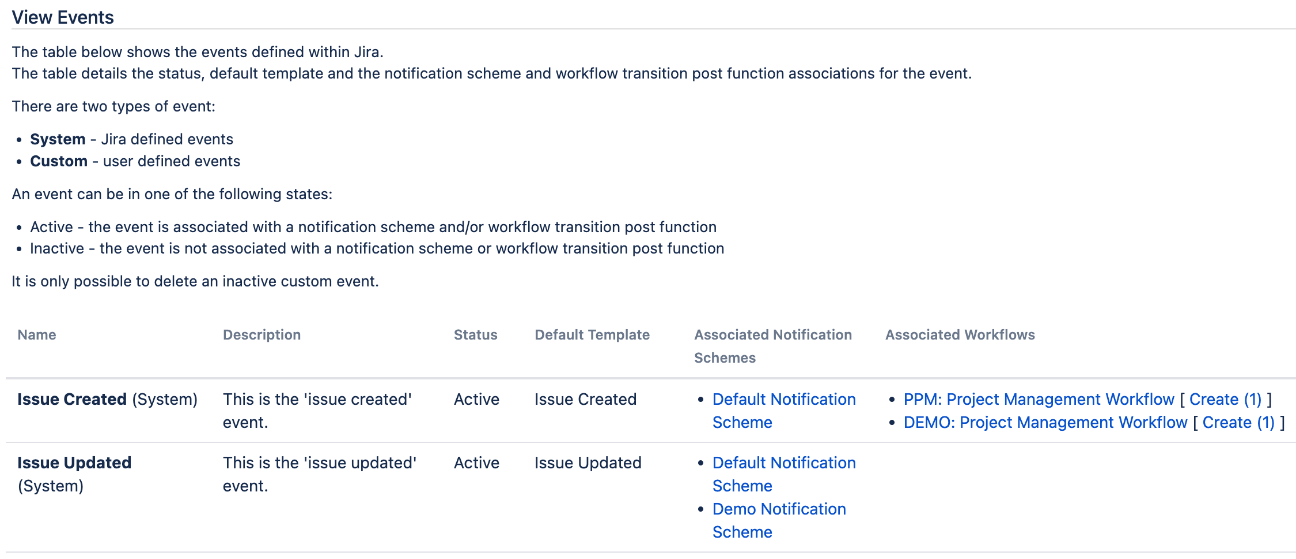 View Events
The table below shows the events defined within Jira.
The table details the status, default template and the notification scheme and workflow transition post function associations for the event.
There are two types of event:
• System - Jira defined events
• Custom - user defined events
An event can be in one of the following states:
• Active - the event is associated with a notification scheme and/or workflow transition post function
• Inactive - the event is not associated with a notification scheme or workflow transition post function
It is only possible to delete an inactive custom event.
Name Description Status Default Template Associated Notification Associated Workflows
Schemes
Issue Created (System) This is the 'issue created' Active Issue Created • Default Notification • PPM: Project Management Workflow [ Create (1) ]
event. Scheme • DEMO: Project Management Workflow [ Create (1) ]
Issue Updated This is the 'issue updated' Active Issue Updated • Default Notification
(System) event. Scheme
• Demo Notification
Scheme